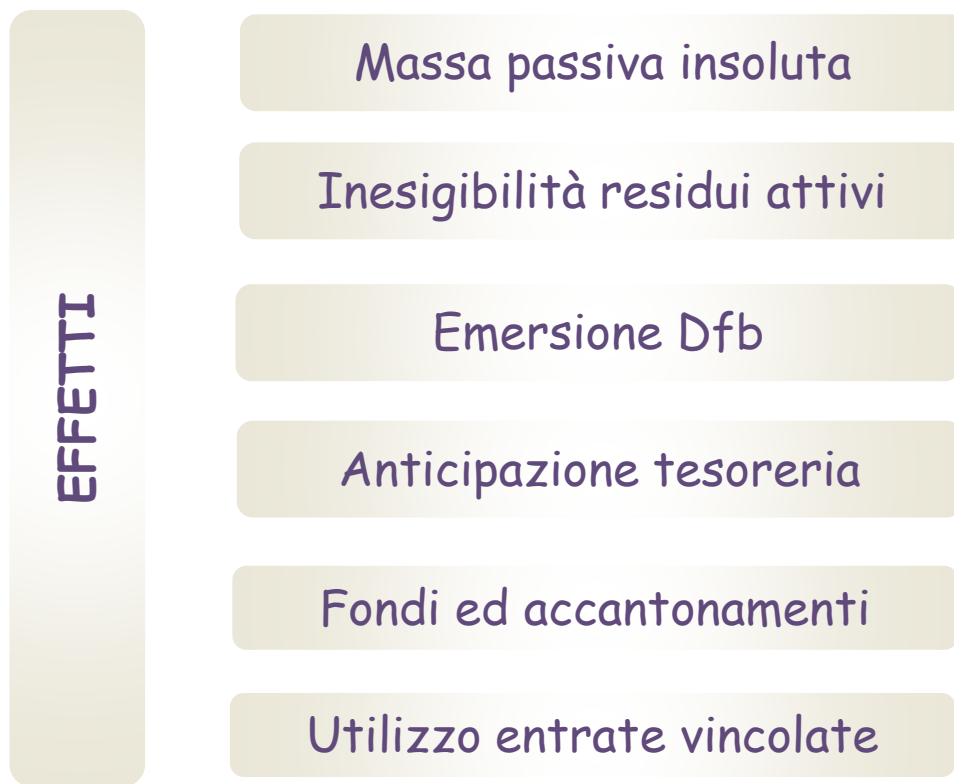 EFFETTI
Massa passiva insoluta
Inesigibilità residui attivi
Emersione Dfb
Anticipazione tesoreria
Fondi ed accantonamenti
Utilizzo entrate vincolate